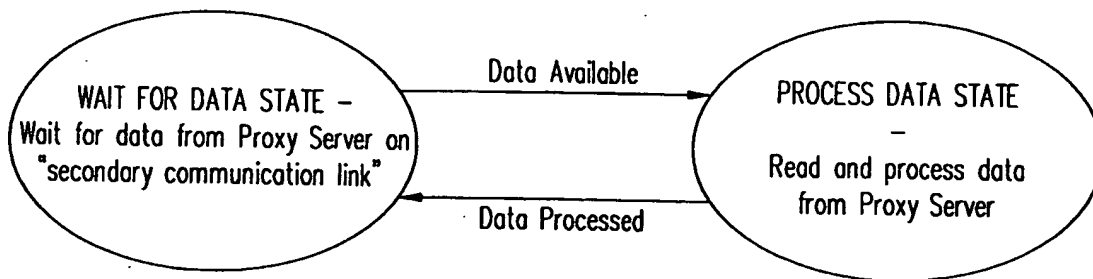 WAIT FOR DATA STATE –
Wait for data from Proxy Server on
"secondary communication link"
Data Available
Data Processed
PROCESS DATA STATE
–
Read and process data
from Proxy Server